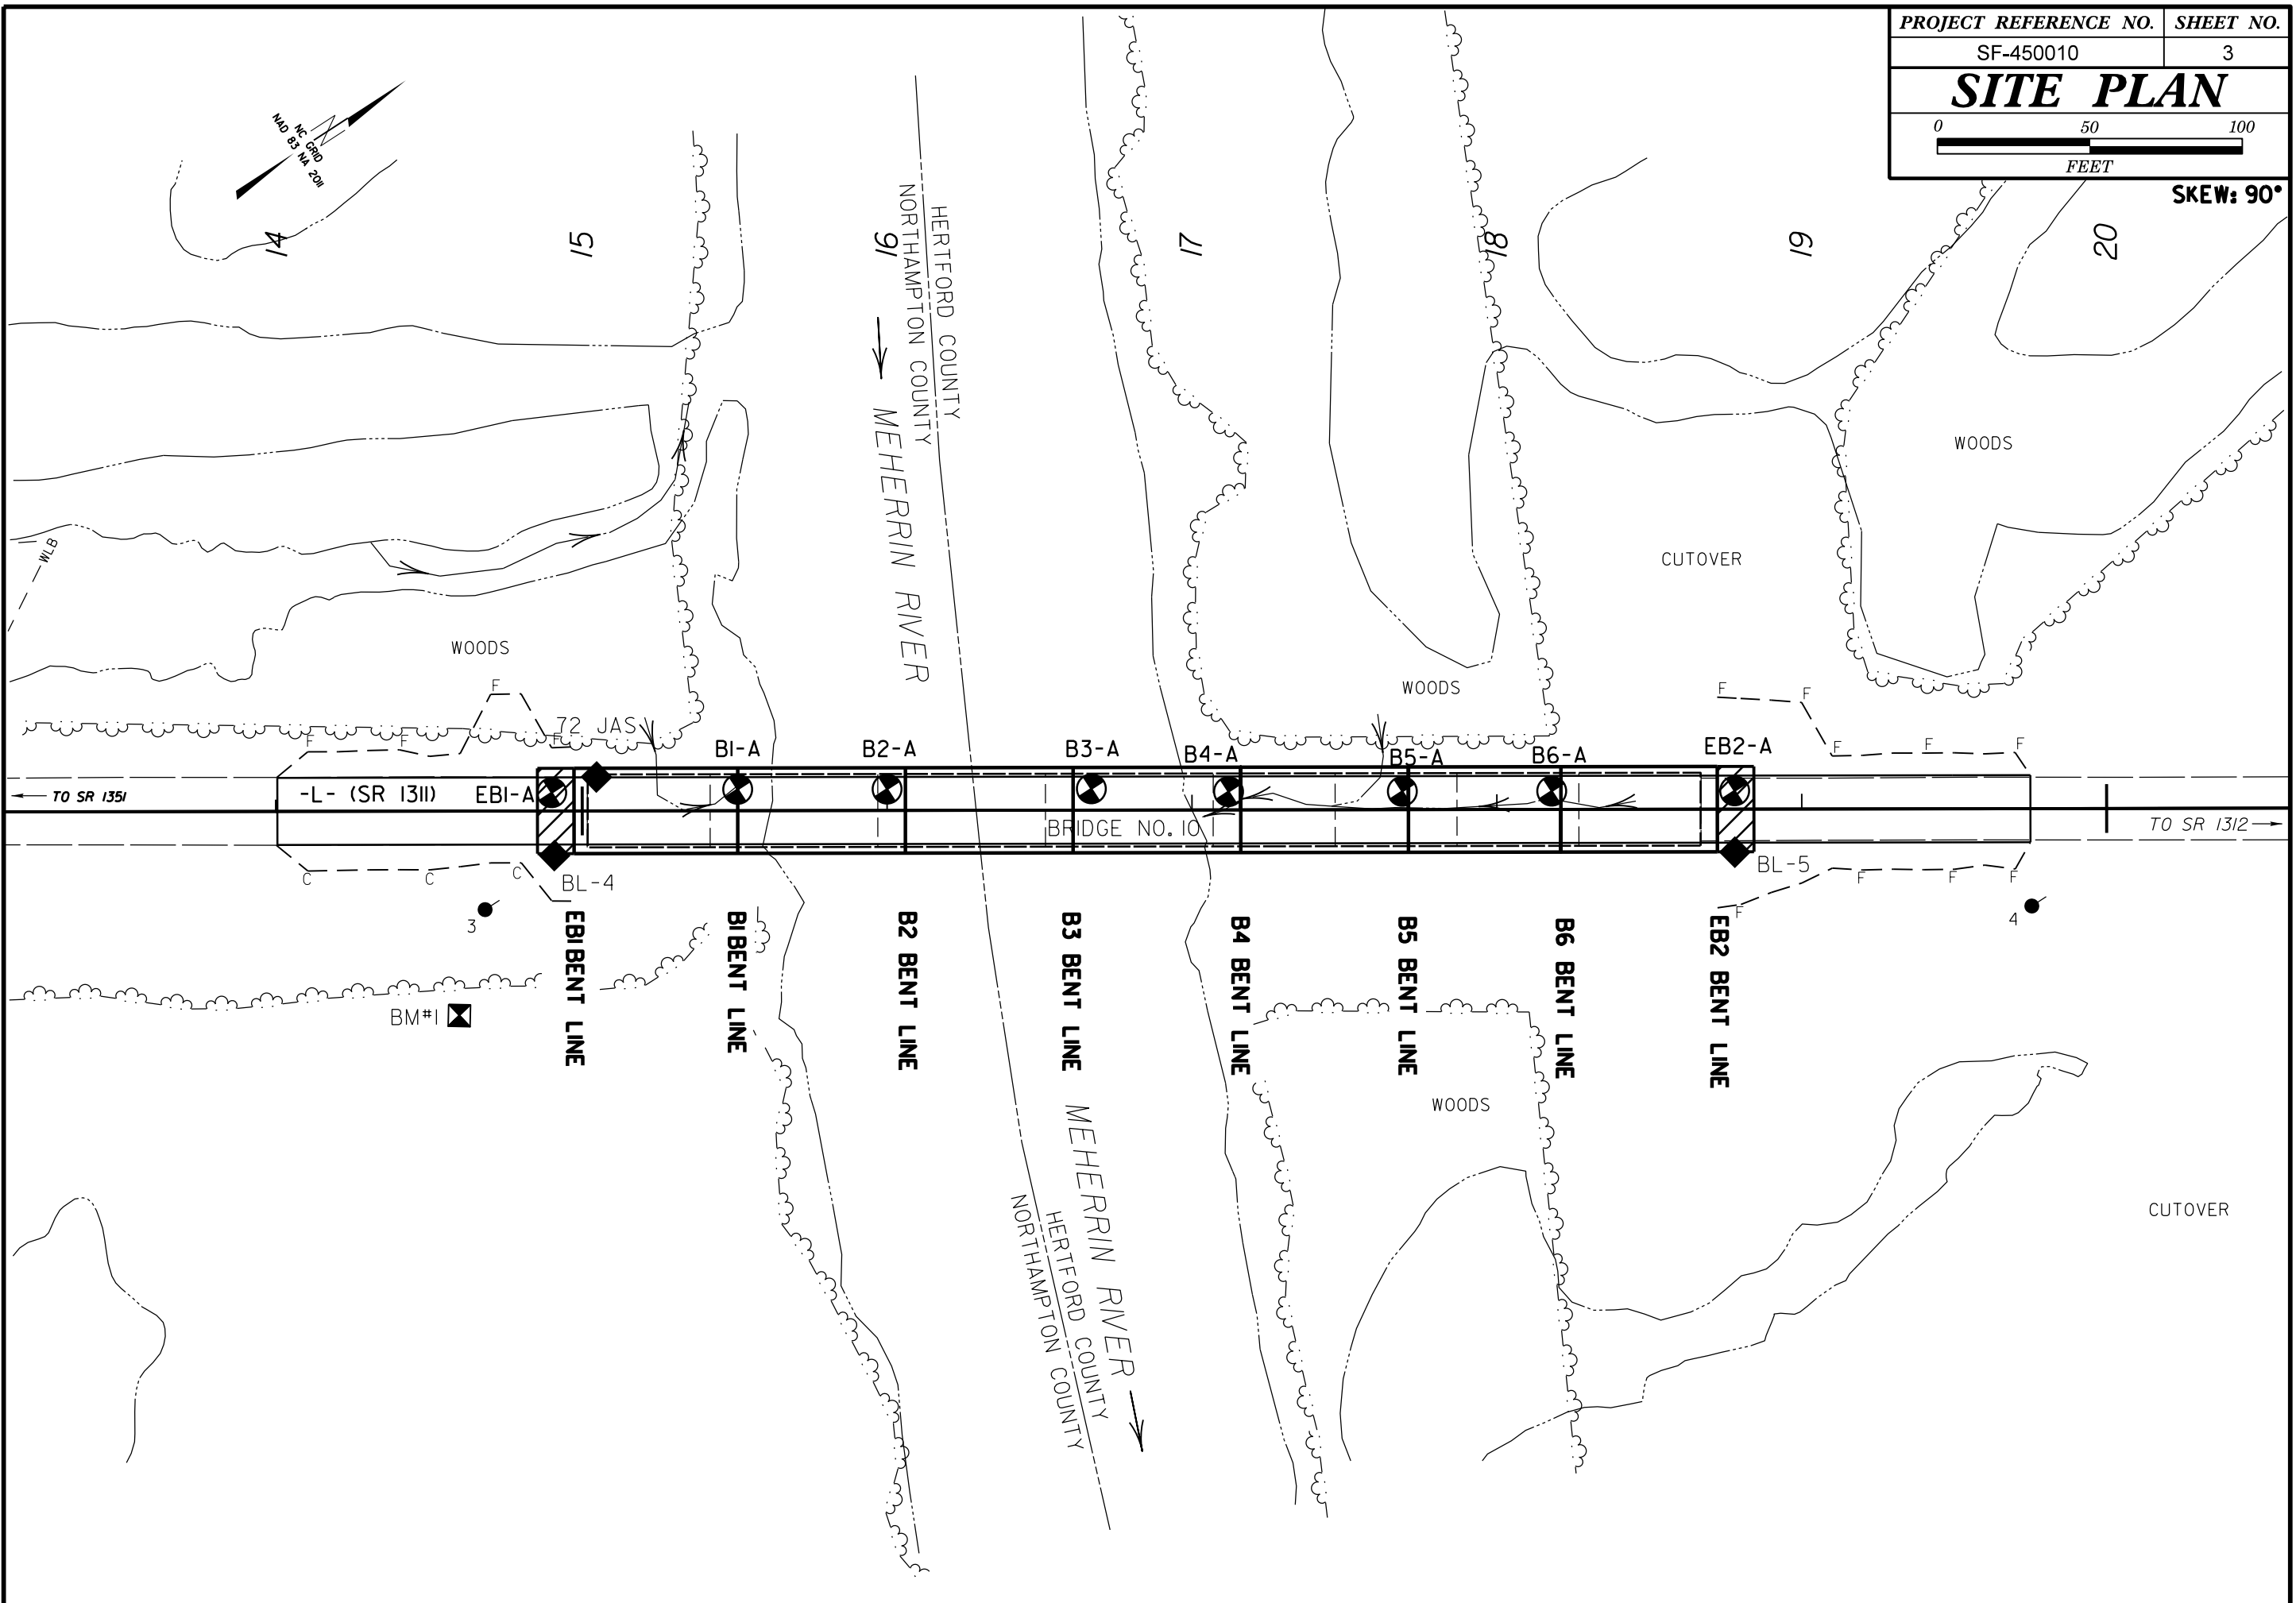 PROJECT REFERENCE NO. SHEET NO.
SF-450010 3
SITE PLAN
0 50 100
FEET
SKEW: 90°
NC GRID
NAD 83 NA 2011
14 15 16 17 18 19 20
HERTFORD COUNTY
NORTHAMPTON COUNTY
MEHERRIN RIVER
WOODS
CUTOVER
WLB
WOODS
WOODS
F
F
F
72 JAS
F F F
F F F F
B1-A B2-A B3-A B4-A B5-A B6-A EB2-A
TO SR 1351
-L- (SR 1311)
EB1-A
BRIDGE NO. 10
TO SR 1312
BL-4
BL-5
C C C
F F F
F
3
4
EB1 BENT LINE
B1 BENT LINE
B2 BENT LINE
B3 BENT LINE
B4 BENT LINE
B5 BENT LINE
B6 BENT LINE
EB2 BENT LINE
BM#1
WOODS
MEHERRIN RIVER
HERTFORD COUNTY
NORTHAMPTON COUNTY
CUTOVER